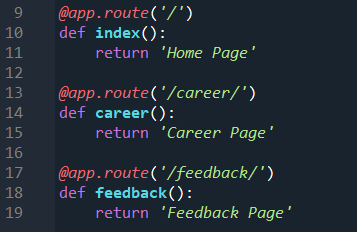 9 @app.route('/')
10 def index():
11     return 'Home Page'
12
13 @app.route('/career/')
14 def career():
15     return 'Career Page'
16
17 @app.route('/feedback/')
18 def feedback():
19     return 'Feedback Page'